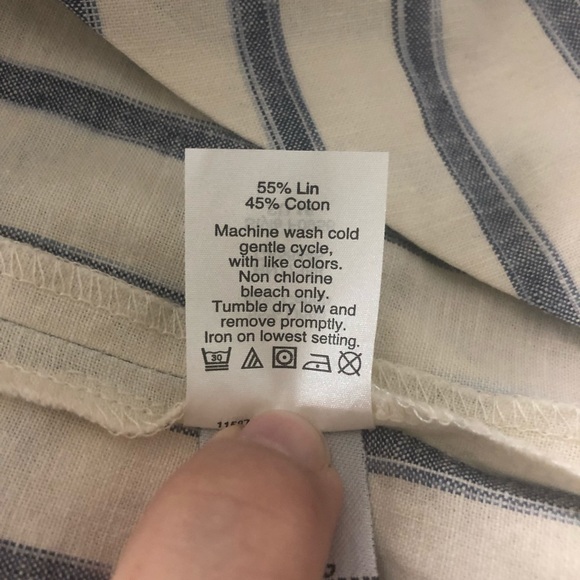 55% Lin
45% Coton
Machine wash cold
gentle cycle,
with like colors.
Non chlorine
bleach only.
Tumble dry low and
remove promptly.
Iron on lowest setting.
30